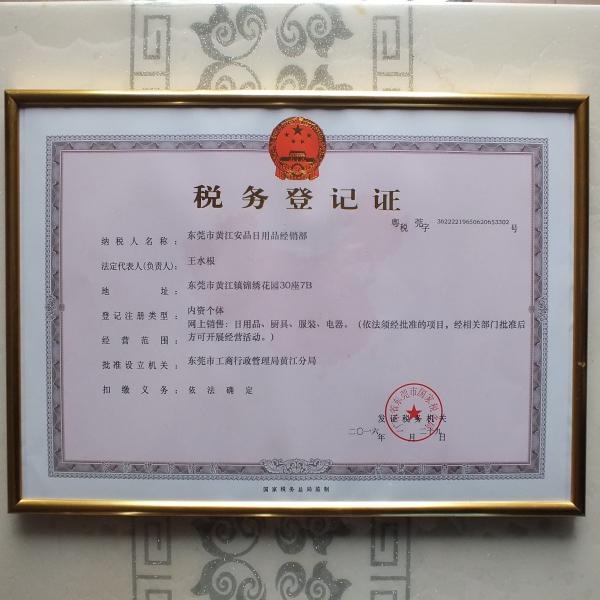 税务登记证
粤税 莞字 36222219650620653302 号
纳税人名称： 东莞市黄江安品日用品经销部
法定代表人(负责人)： 王水根
地址： 东莞市黄江镇锦绣花园30座7B
登记注册类型： 内资个体
经营范围： 网上销售：日用品、厨具、服装、电器。（依法须经批准的项目，经相关部门批准后
方可开展经营活动。）
批准设立机关： 东莞市工商行政管理局黄江分局
扣缴义务： 依法确定
发证税务机关
二〇一六年 月二十九日
国家税务总局监制